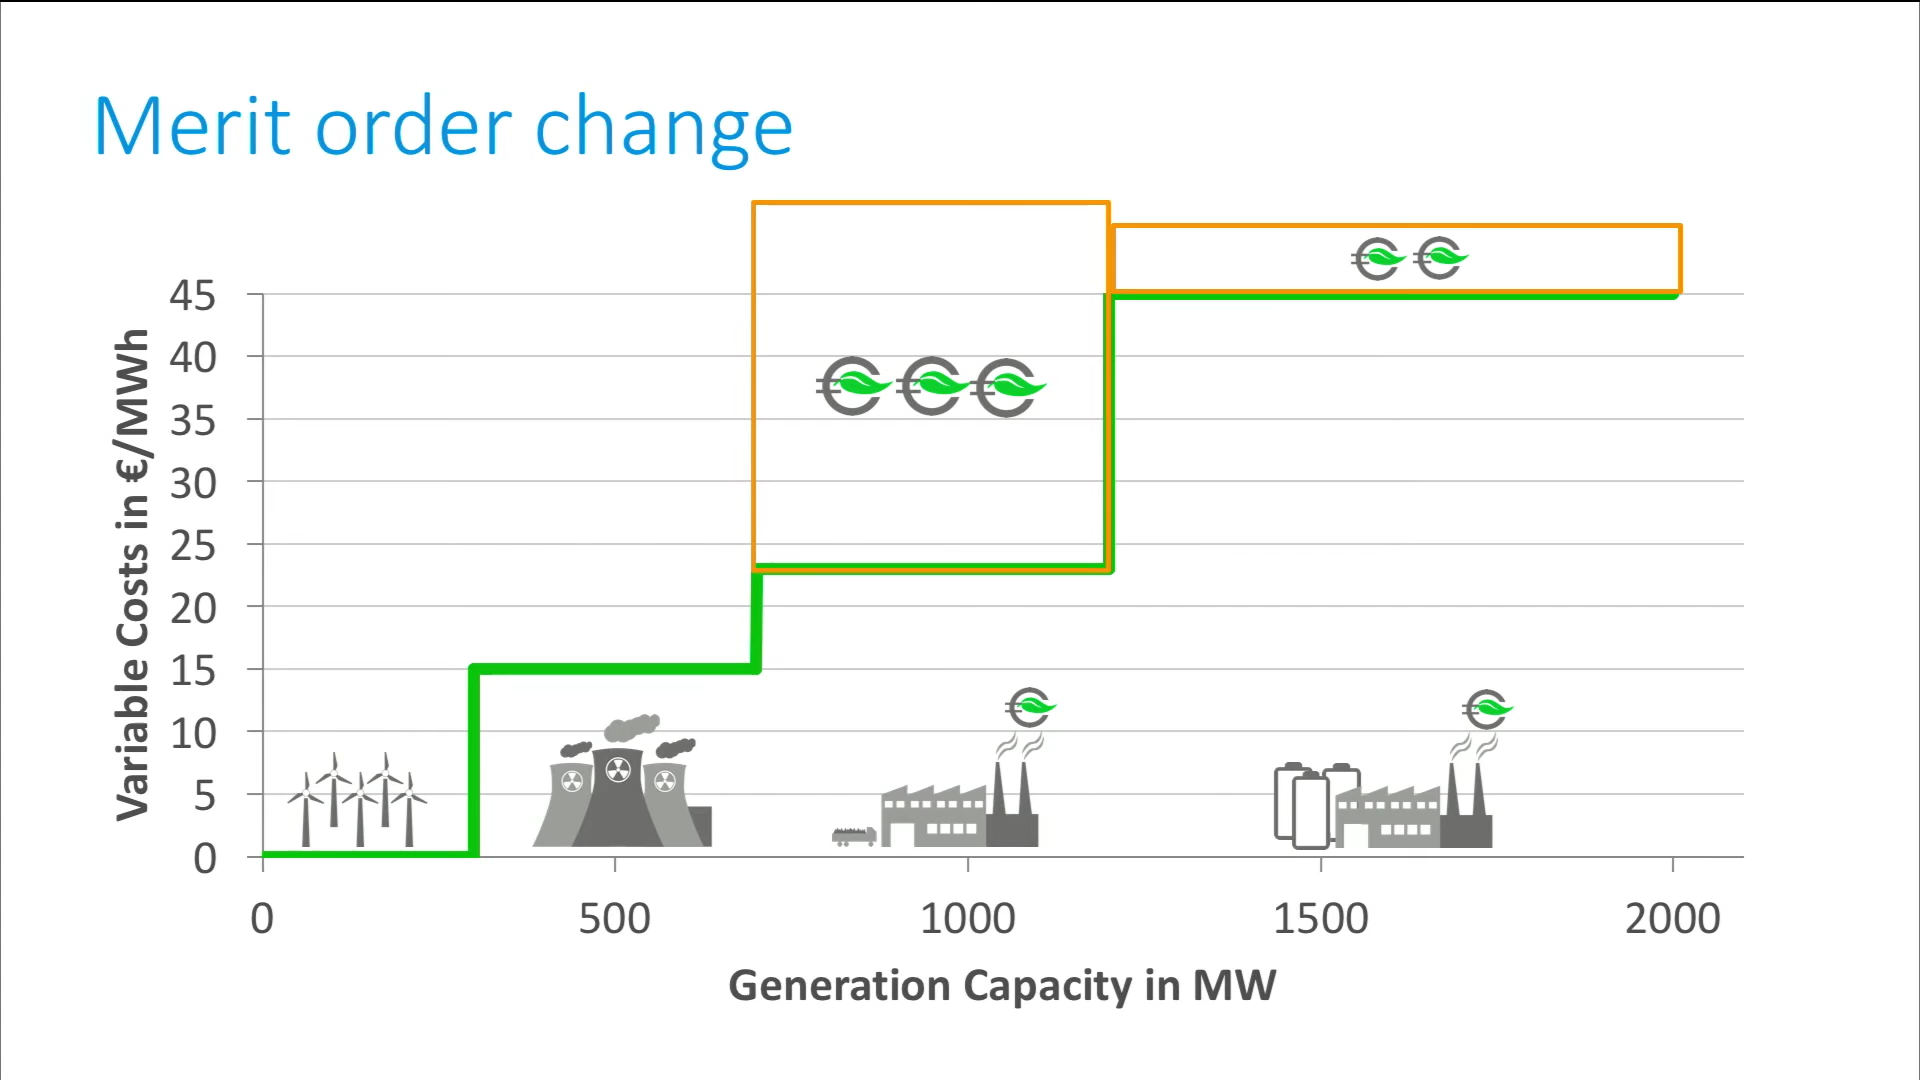 Merit order change
45
40
35
30
25
20
15
10
5
0
Variable Costs in €/MWh
0 500 1000 1500 2000
Generation Capacity in MW